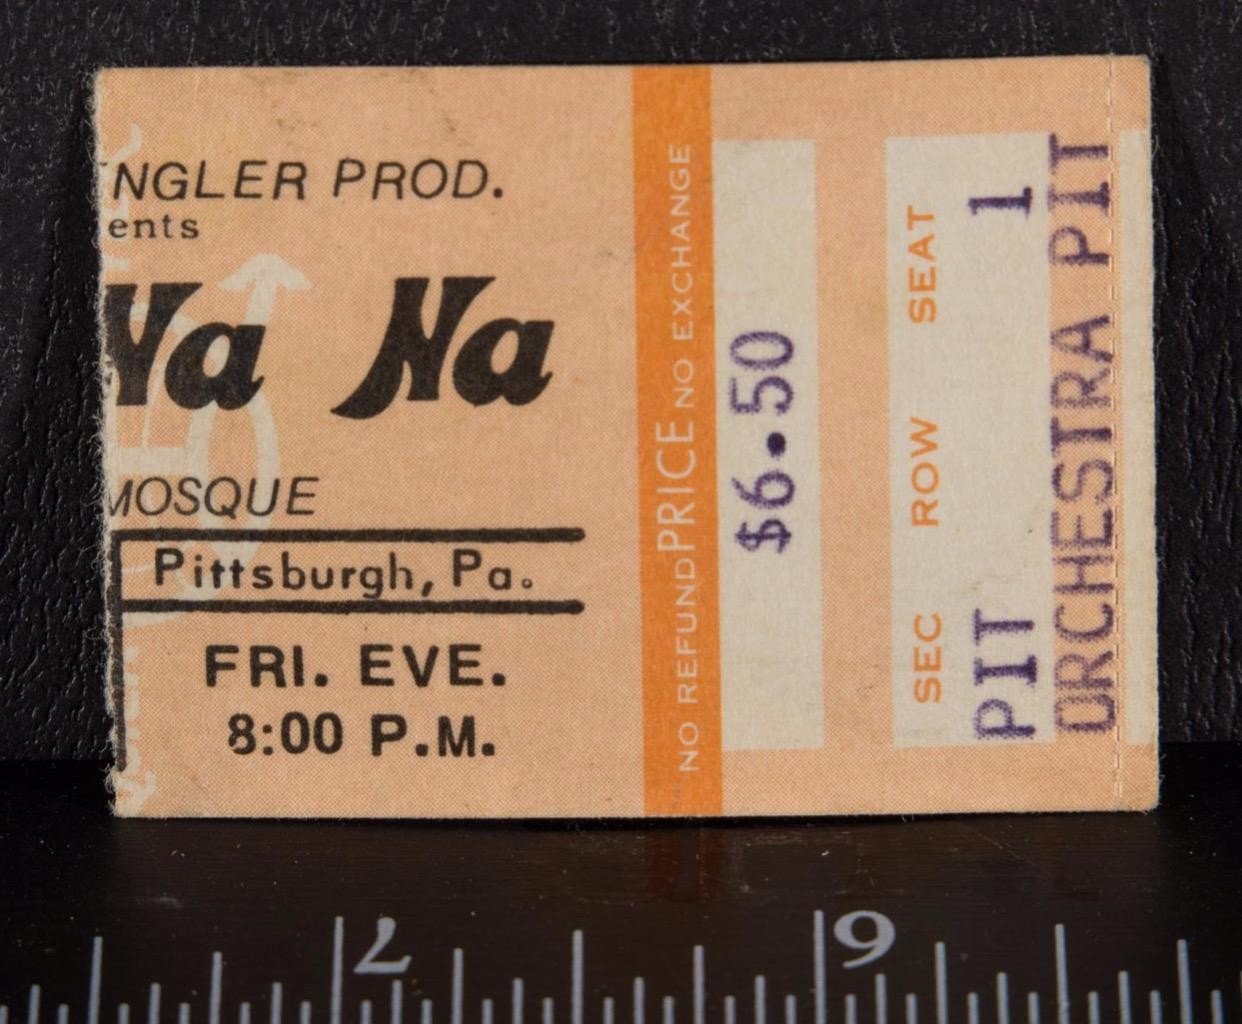 NGLER PROD.
ents
Na Na
MOSQUE
Pittsburgh, Pa.
FRI. EVE.
8:00 P.M.
NO REFUND PRICE NO EXCHANGE
$6.50
SEC ROW SEAT
PIT 1
ORCHESTRA PIT
7 6